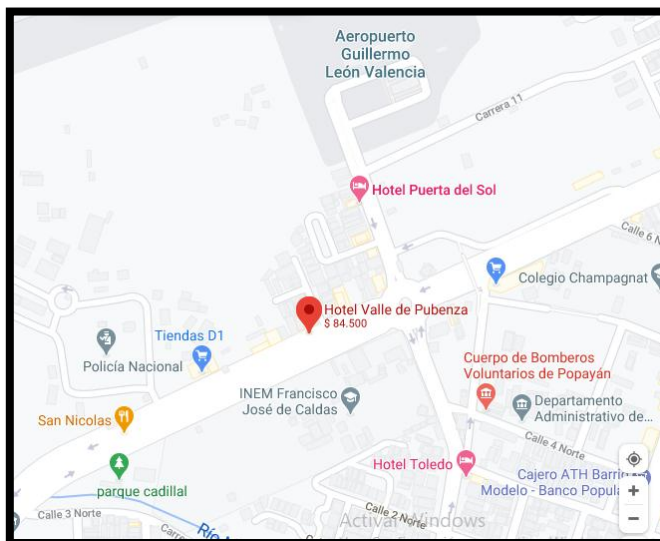 Aeropuerto
Guillermo
León Valencia
Carrera 11
Hotel Puerta del Sol
Calle 6 N
Colegio Champagnat
Hotel Valle de Pubenza
$ 84.500
Tiendas D1
Policía Nacional
Cuerpo de Bomberos
Voluntarios de Popayán
INEM Francisco
José de Caldas
Departamento
Administrativo de...
San Nicolas
Calle 4 Norte
Hotel Toledo
parque cadillal
Cajero ATH Barrio
Modelo - Banco Popula
Calle 3 Norte
Calle 2 Norte
Activar Windows
Río